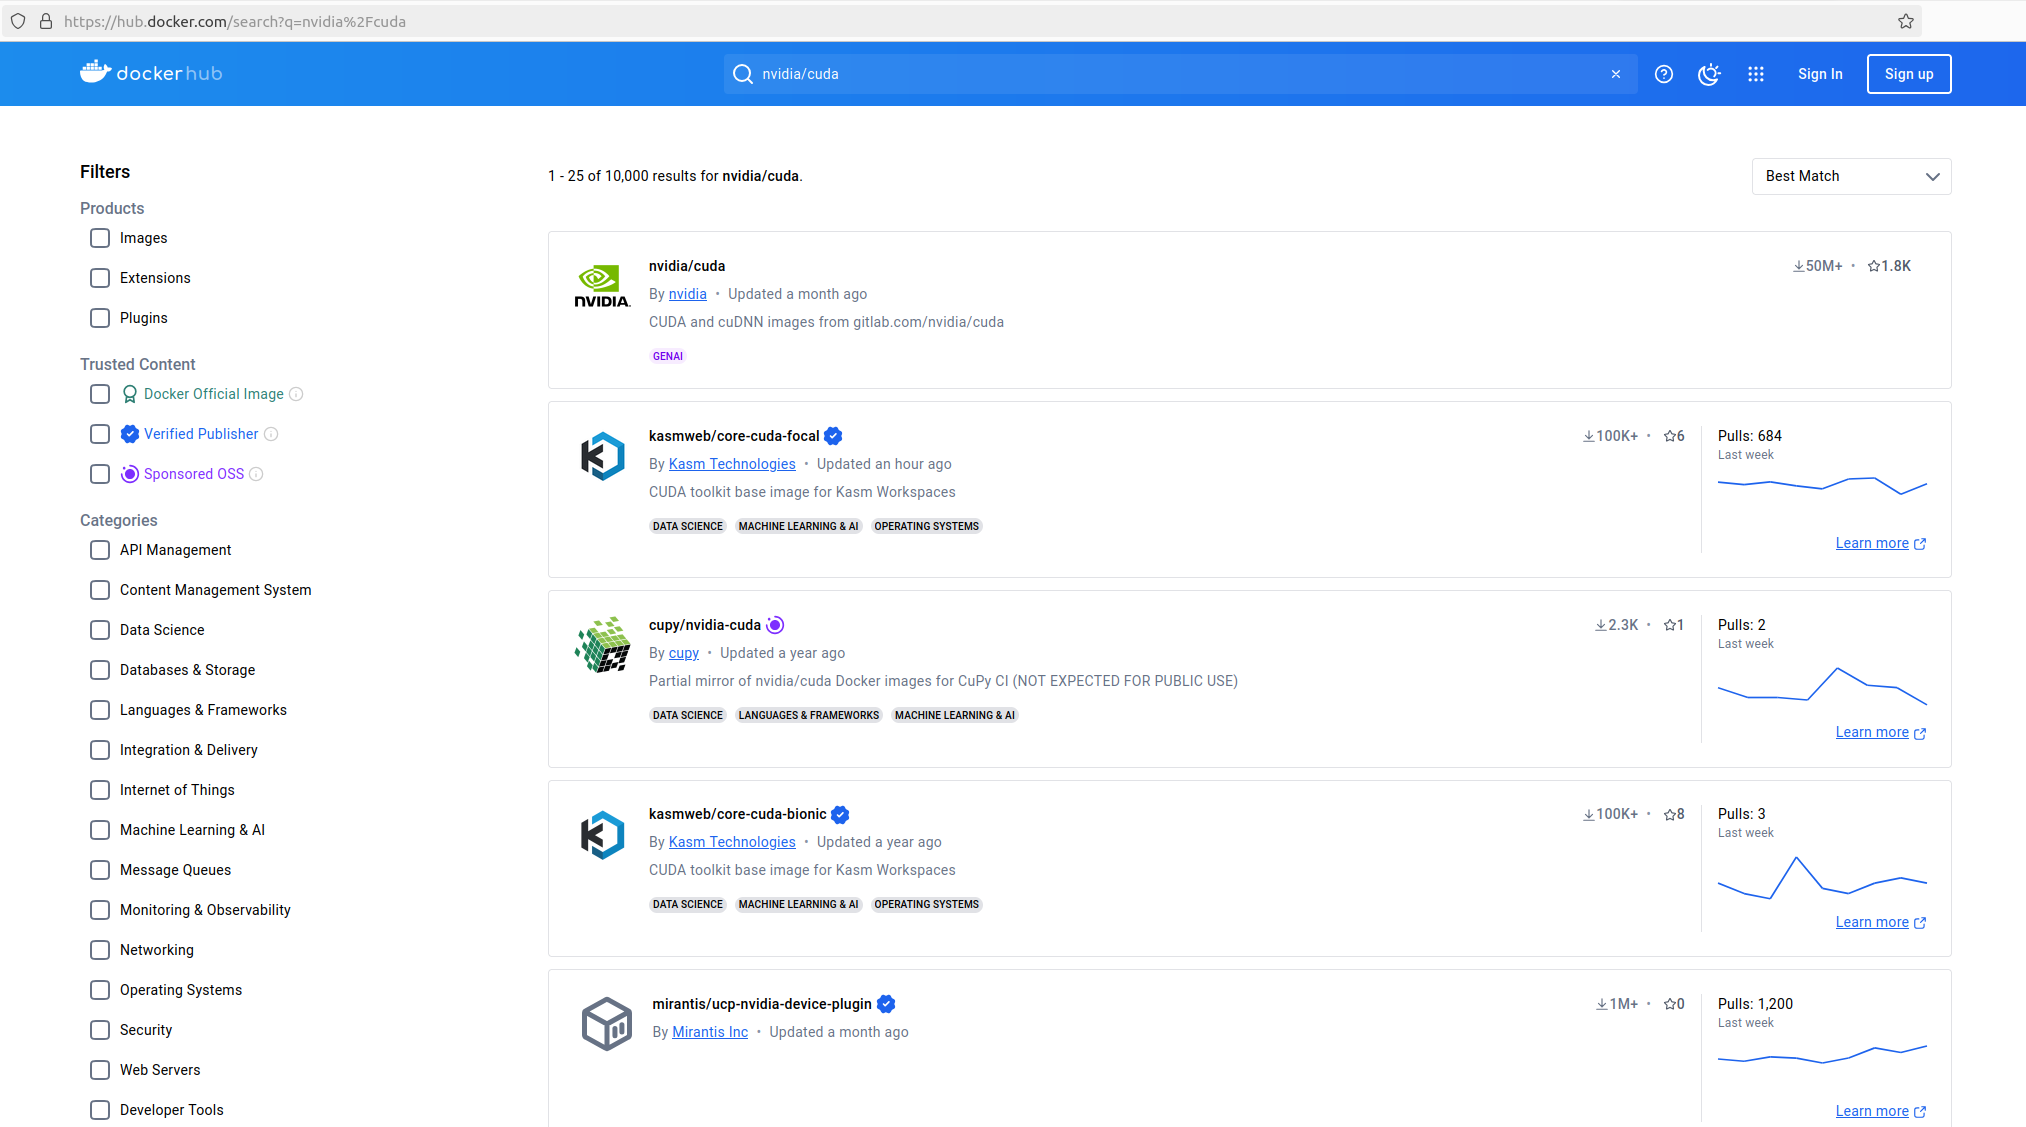 https://hub.docker.com/search?q=nvidia%2Fcuda
dockerhub
nvidia/cuda
Sign In
Sign up
Filters
Products
Images
Extensions
Plugins
Trusted Content
Docker Official Image
Verified Publisher
Sponsored OSS
Categories
API Management
Content Management System
Data Science
Databases & Storage
Languages & Frameworks
Integration & Delivery
Internet of Things
Machine Learning & AI
Message Queues
Monitoring & Observability
Networking
Operating Systems
Security
Web Servers
Developer Tools
1 - 25 of 10,000 results for nvidia/cuda.
Best Match
NVIDIA.
nvidia/cuda
50M+ • 1.8K
By nvidia • Updated a month ago
CUDA and cuDNN images from gitlab.com/nvidia/cuda
GENAI
kasmweb/core-cuda-focal
100K+ • 6
By Kasm Technologies • Updated an hour ago
CUDA toolkit base image for Kasm Workspaces
DATA SCIENCE MACHINE LEARNING & AI OPERATING SYSTEMS
Pulls: 684
Last week
Learn more
cupy/nvidia-cuda
2.3K • 1
By cupy • Updated a year ago
Partial mirror of nvidia/cuda Docker images for CuPy CI (NOT EXPECTED FOR PUBLIC USE)
DATA SCIENCE LANGUAGES & FRAMEWORKS MACHINE LEARNING & AI
Pulls: 2
Last week
Learn more
kasmweb/core-cuda-bionic
100K+ • 8
By Kasm Technologies • Updated a year ago
CUDA toolkit base image for Kasm Workspaces
DATA SCIENCE MACHINE LEARNING & AI OPERATING SYSTEMS
Pulls: 3
Last week
Learn more
mirantis/ucp-nvidia-device-plugin
1M+ • 0
By Mirantis Inc • Updated a month ago
Pulls: 1,200
Last week
Learn more